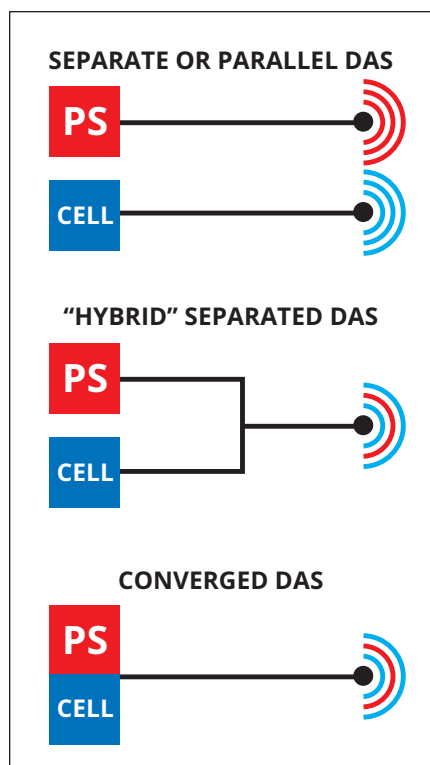 SEPARATE OR PARALLEL DAS
PS
CELL
“HYBRID” SEPARATED DAS
PS
CELL
CONVERGED DAS
PS
CELL